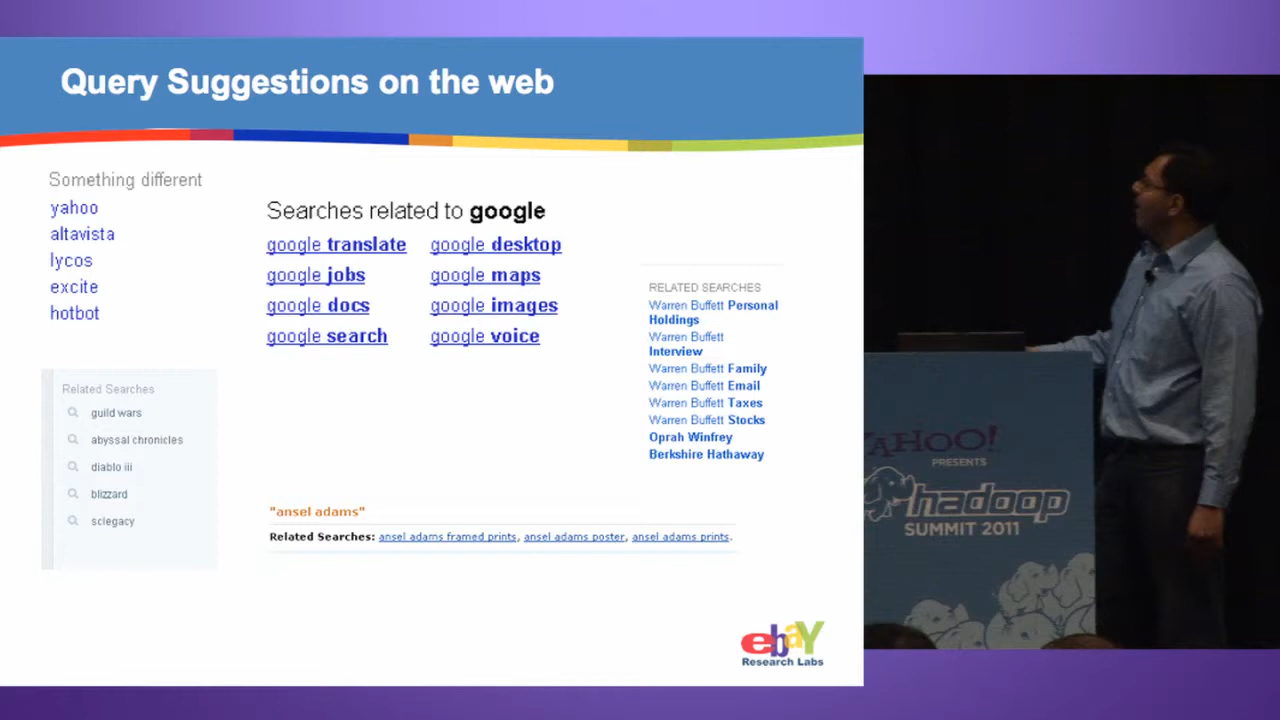 Query Suggestions on the web
Something different
yahoo
altavista
lycos
excite
hotbot
Searches related to google
google translate google desktop
google jobs google maps
google docs google images
google search google voice
RELATED SEARCHES
Warren Buffett Personal
Holdings
Warren Buffett
Interview
Warren Buffett Family
Warren Buffett Email
Warren Buffett Taxes
Warren Buffett Stocks
Oprah Winfrey
Berkshire Hathaway
Related Searches
guild wars
abyssal chronicles
diablo iii
blizzard
sclegacy
"ansel adams"
Related Searches: ansel adams framed prints, ansel adams poster, ansel adams prints.
ebaY
Research Labs
YAHOO!
PRESENTS
hadoop
SUMMIT 2011